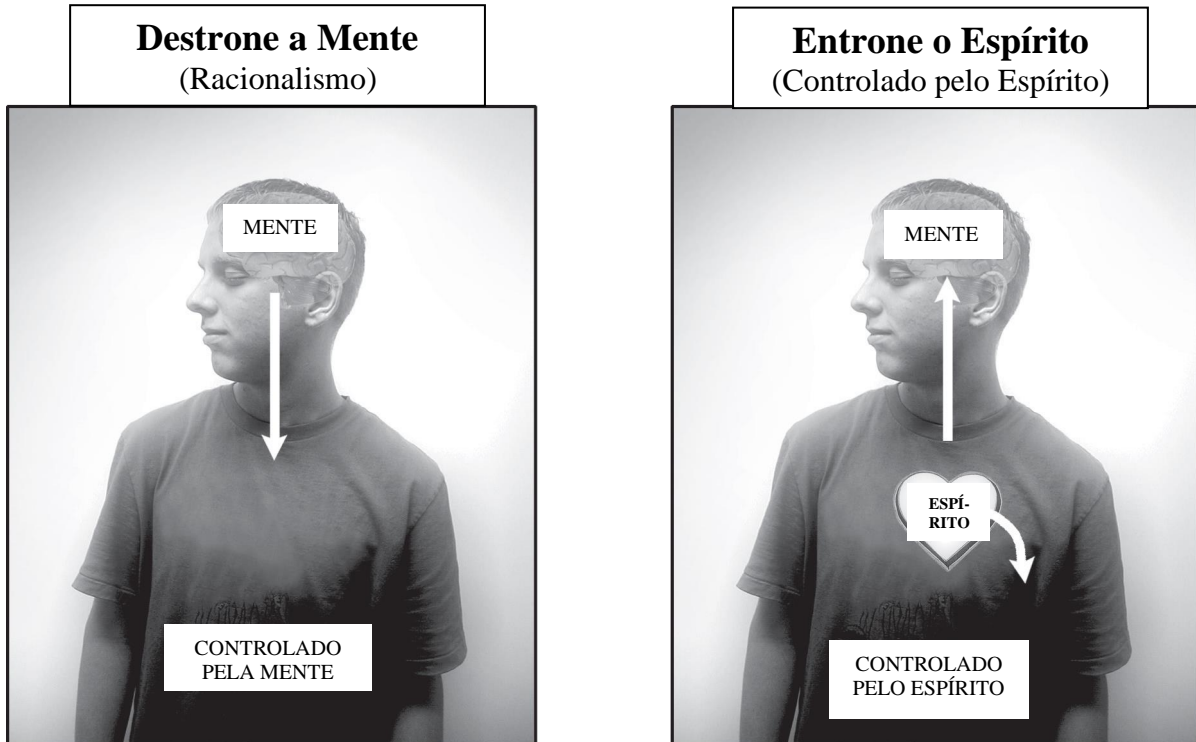 Destrone a Mente
(Racionalismo)
MENTE
CONTROLADO
PELA MENTE
Entrone o Espírito
(Controlado pelo Espírito)
MENTE
ESPÍ-
RITO
CONTROLADO
PELO ESPÍRITO